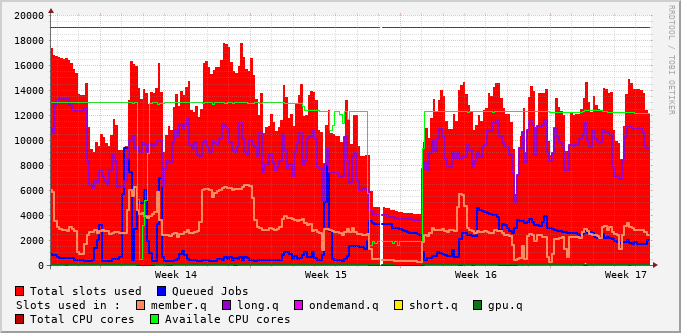 RRDTOOL / TOBI OETIKER
20000
18000
16000
14000
12000
10000
8000
6000
4000
2000
0
Week 14 Week 15 Week 16 Week 17
Total slots used Queued Jobs
Slots used in : member.q long.q ondemand.q short.q gpu.q
Total CPU cores Availale CPU cores